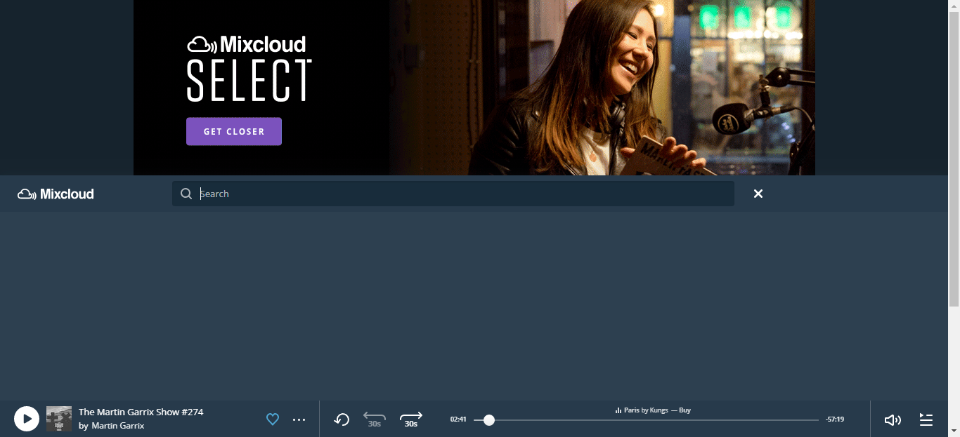 Mixcloud
SELECT
GET CLOSER
Mixcloud
Search
The Martin Garrix Show #274
by Martin Garrix
30s
30s
02:41
Paris by Kungs — Buy
-57:19